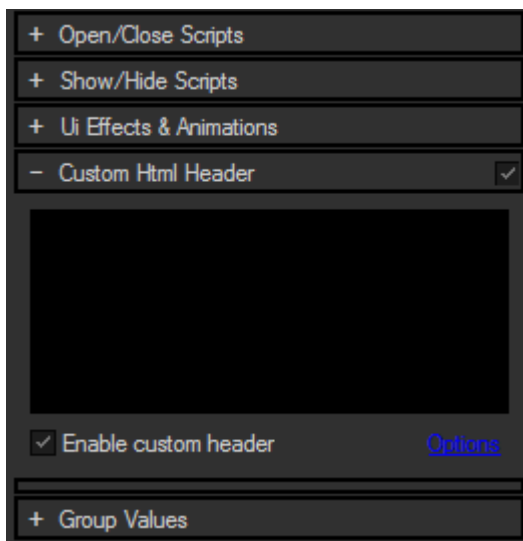 + Open/Close Scripts
+ Show/Hide Scripts
+ Ui Effects & Animations
− Custom Html Header
Enable custom header Options
+ Group Values